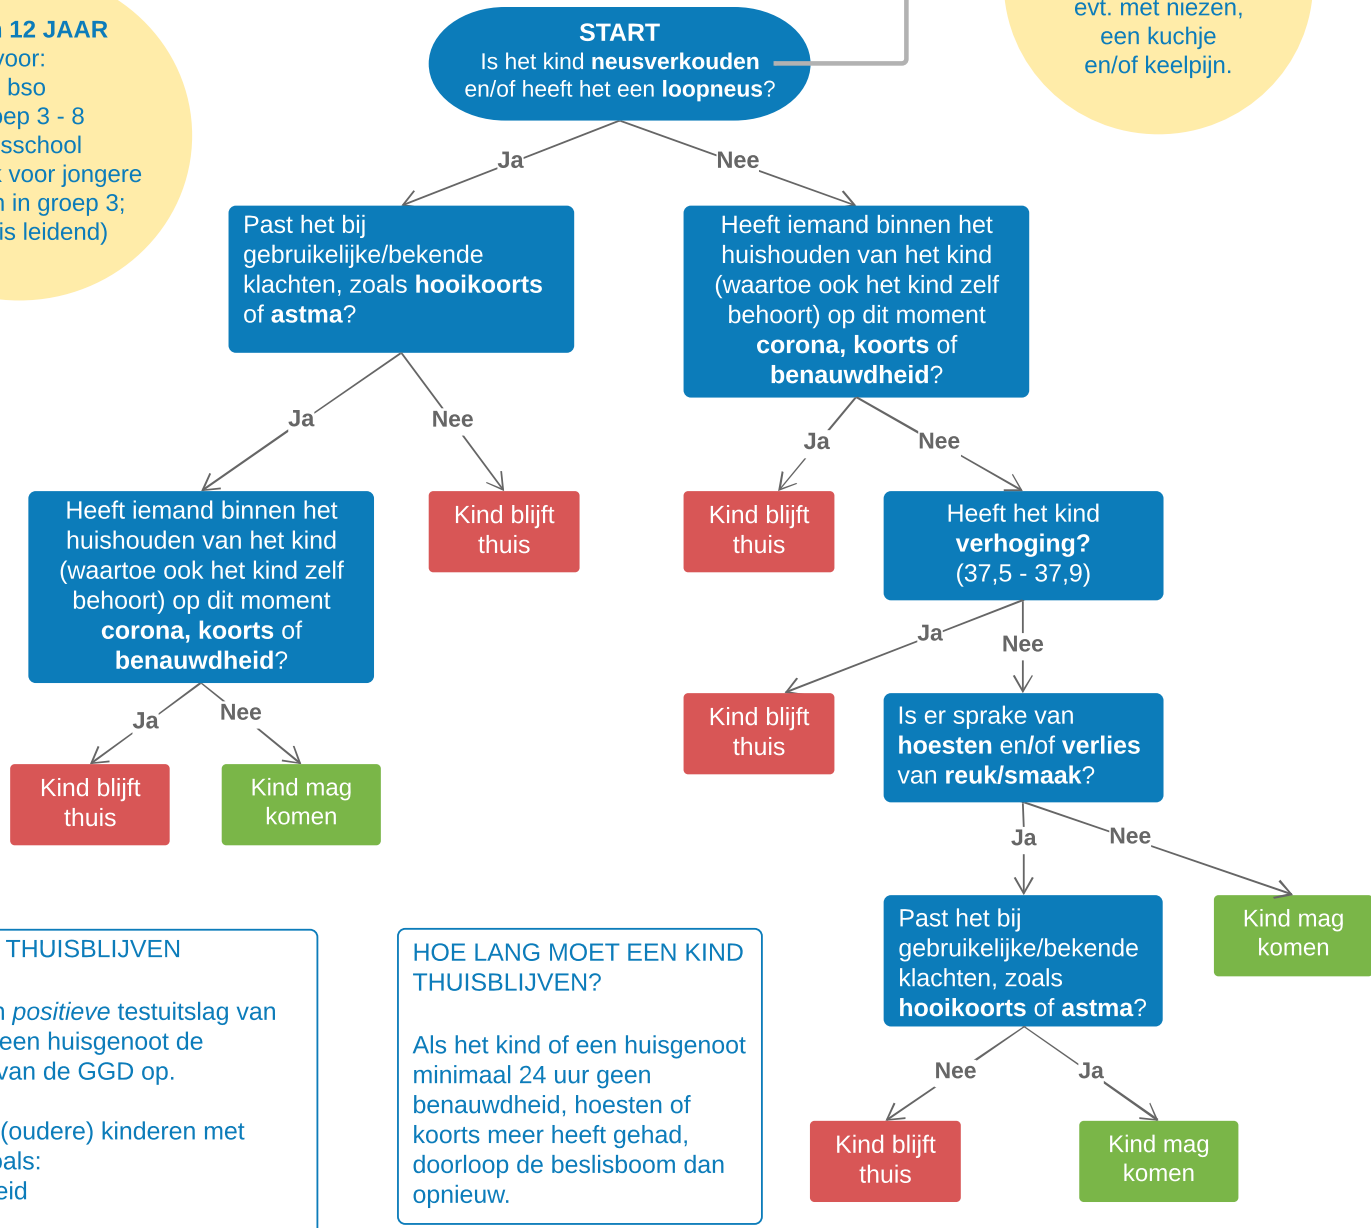 12 JAAR
voor:
bso
groep 3 - 8
sschool
voor jongere
in groep 3;
is leidend)
START
Is het kind neusverkouden
en/of heeft het een loopneus?
evt. met niezen,
een kuchje
en/of keelpijn.
Ja
Nee
Past het bij
gebruikelijke/bekende
klachten, zoals hooikoorts
of astma?
Heeft iemand binnen het
huishouden van het kind
(waartoe ook het kind zelf
behoort) op dit moment
corona, koorts of
benauwdheid?
Ja
Nee
Ja
Nee
Heeft iemand binnen het
huishouden van het kind
(waartoe ook het kind zelf
behoort) op dit moment
corona, koorts of
benauwdheid?
Kind blijft
thuis
Kind blijft
thuis
Heeft het kind
verhoging?
(37,5 - 37,9)
Ja
Nee
Ja
Nee
Kind blijft
thuis
Kind mag
komen
Kind blijft
thuis
Is er sprake van
hoesten en/of verlies
van reuk/smaak?
Ja
Nee
Past het bij
gebruikelijke/bekende
klachten, zoals
hooikoorts of astma?
Kind mag
komen
Nee
Ja
Kind blijft
thuis
Kind mag
komen
THUISBLIJVEN
positieve testuitslag van
een huisgenoot de
van de GGD op.
(oudere) kinderen met
oals:
eid
HOE LANG MOET EEN KIND
THUISBLIJVEN?
Als het kind of een huisgenoot
minimaal 24 uur geen
benauwdheid, hoesten of
koorts meer heeft gehad,
doorloop de beslisboom dan
opnieuw.